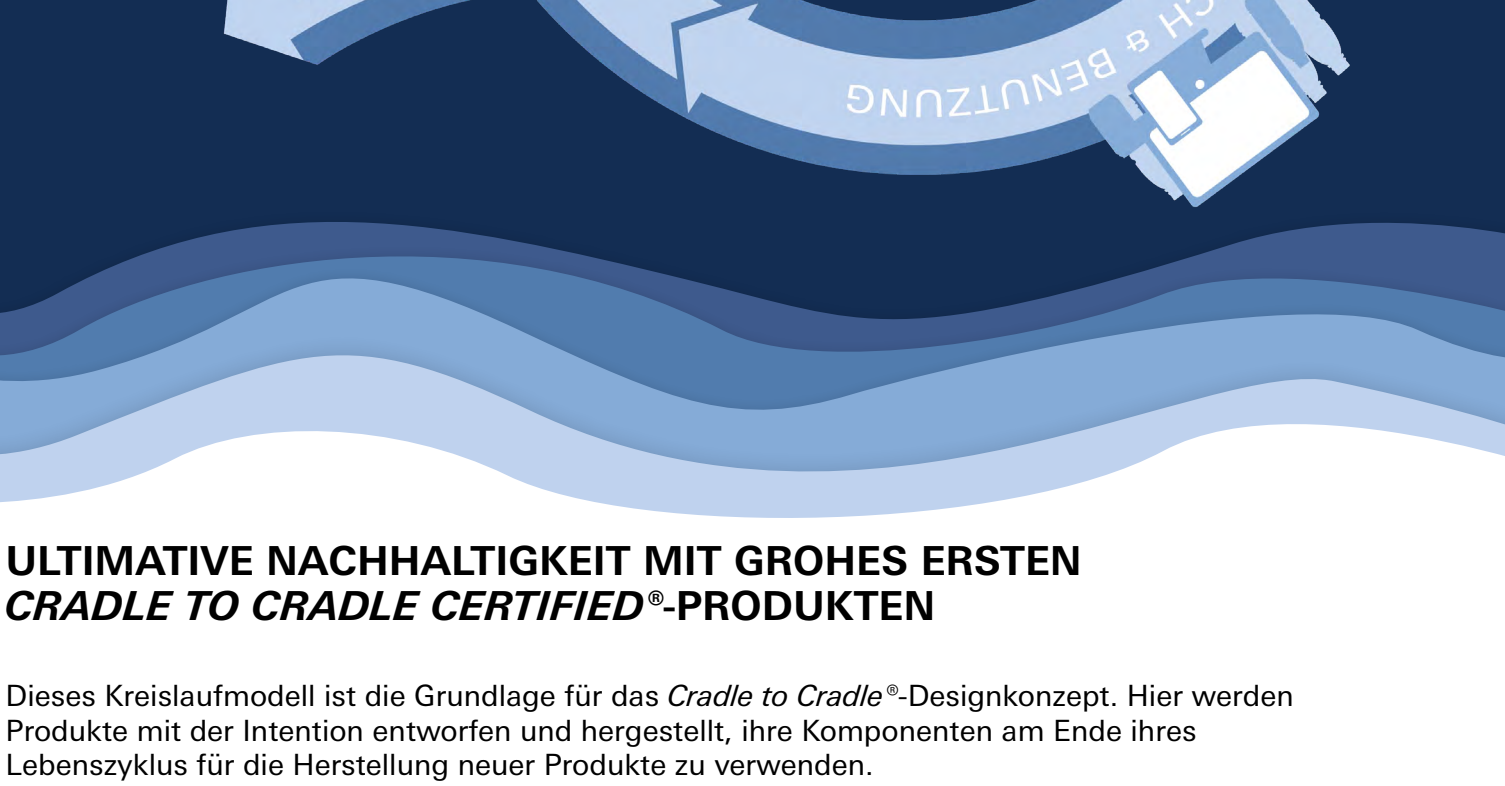 CH & BENUTZUNG
ULTIMATIVE NACHHALTIGKEIT MIT GROHES ERSTEN
CRADLE TO CRADLE CERTIFIED®-PRODUKTEN
Dieses Kreislaufmodell ist die Grundlage für das Cradle to Cradle®-Designkonzept. Hier werden
Produkte mit der Intention entworfen und hergestellt, ihre Komponenten am Ende ihres
Lebenszyklus für die Herstellung neuer Produkte zu verwenden.